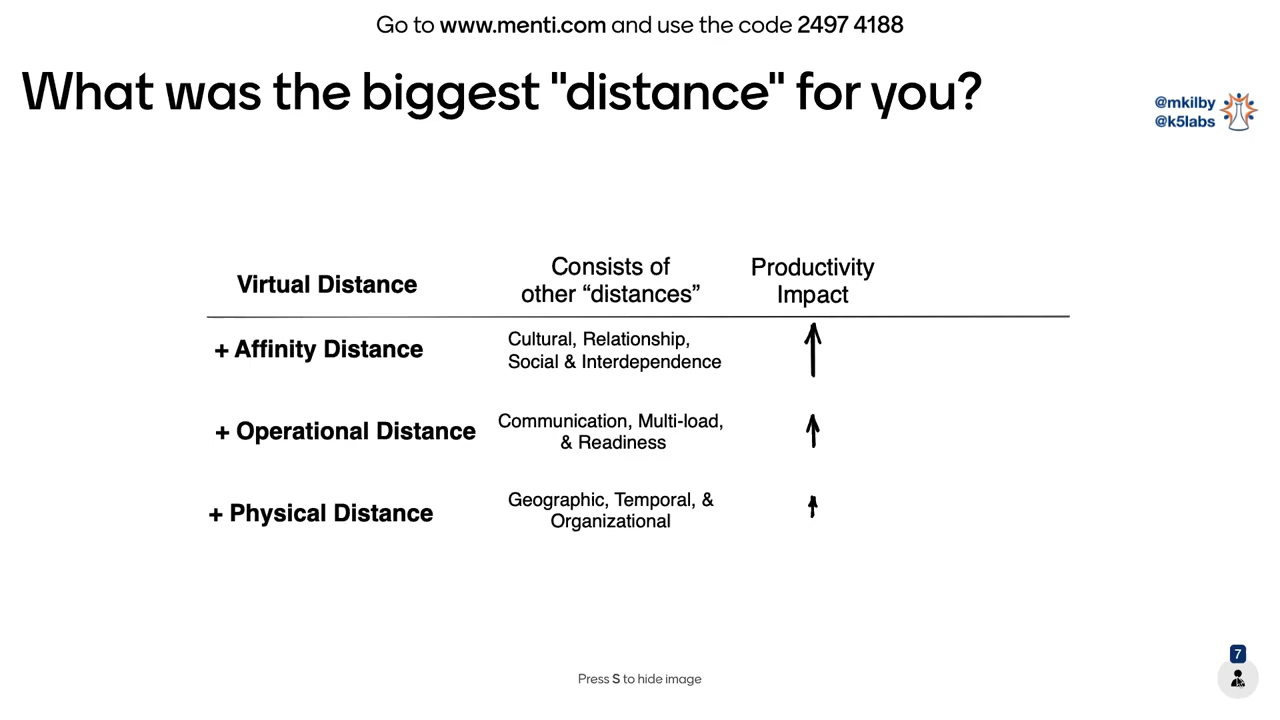 Go to www.menti.com and use the code 2497 4188
What was the biggest "distance" for you?
@mkilby
@k5labs
Virtual Distance
Consists of
other “distances”
Productivity
Impact
+ Affinity Distance
Cultural, Relationship,
Social & Interdependence
+ Operational Distance
Communication, Multi-load,
& Readiness
+ Physical Distance
Geographic, Temporal, &
Organizational
7
Press S to hide image